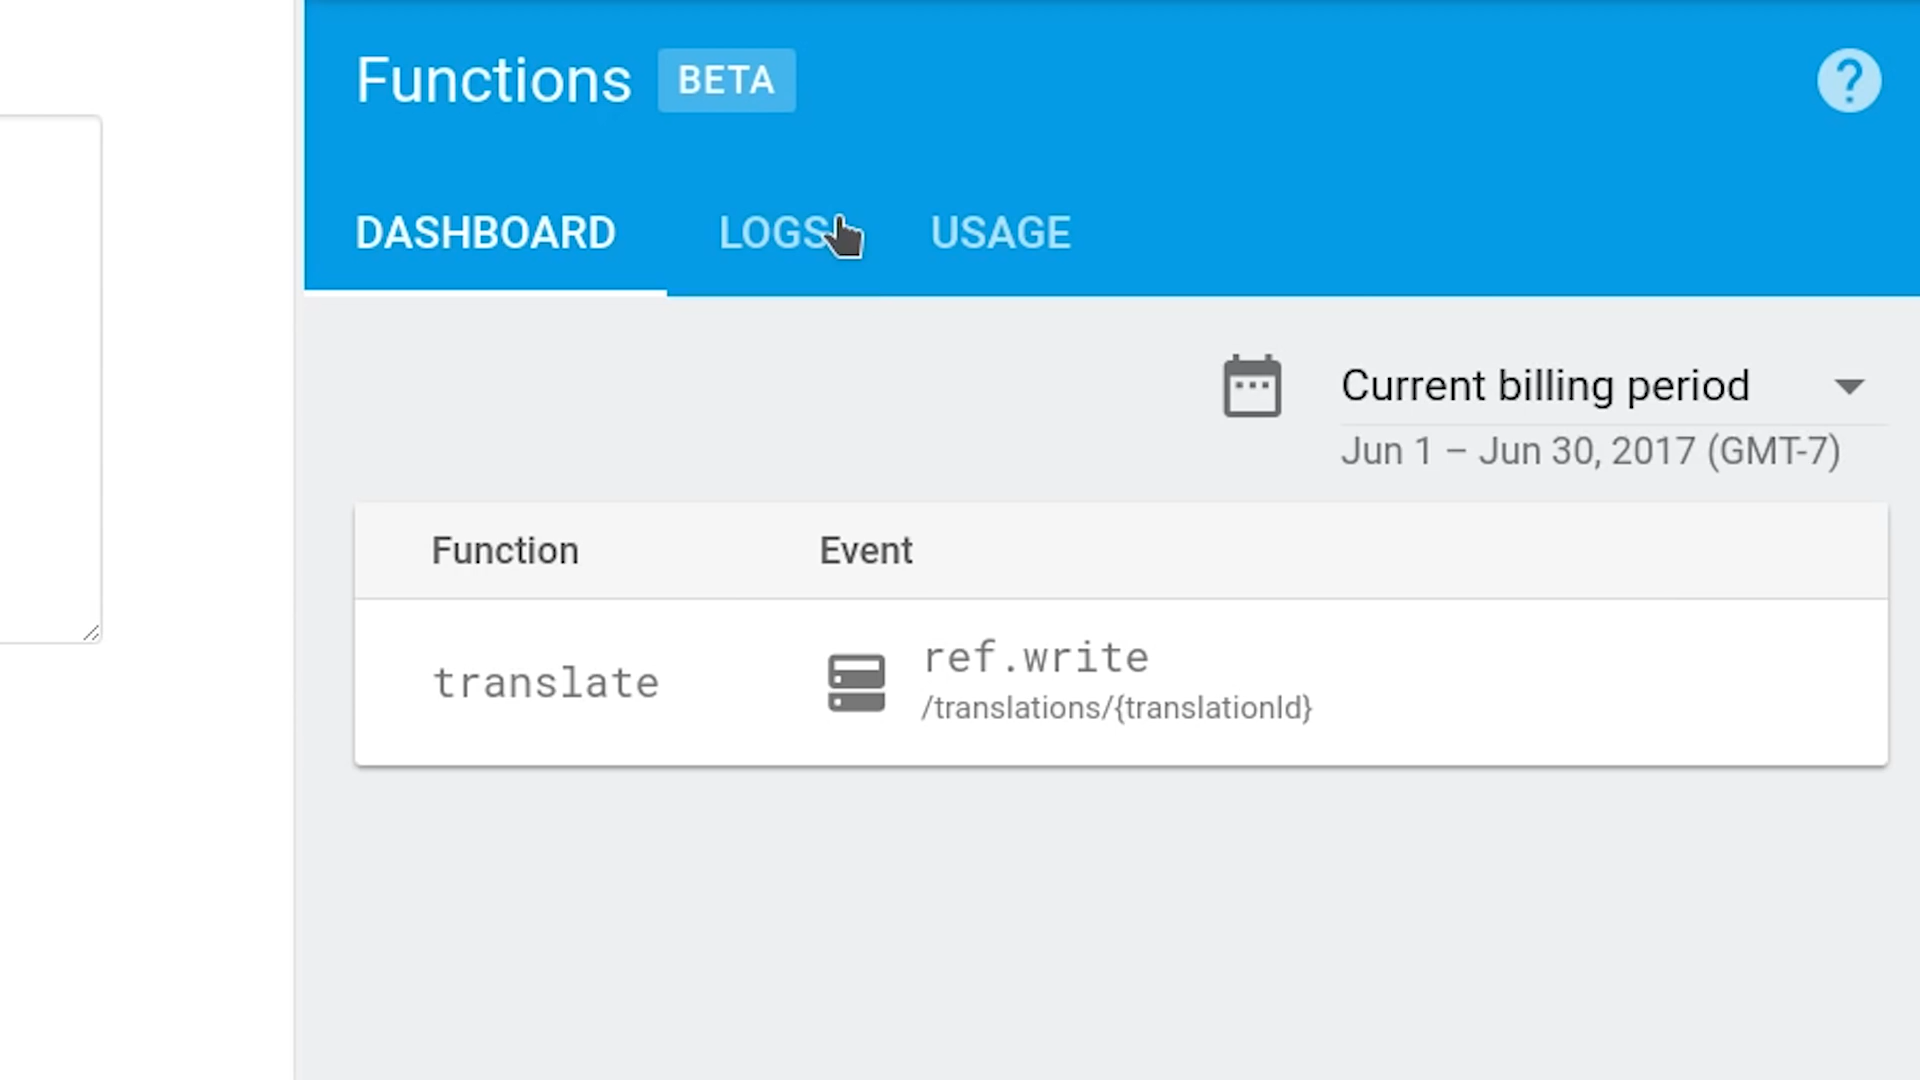 Functions BETA
DASHBOARD LOGS USAGE
Current billing period
Jun 1 – Jun 30, 2017 (GMT-7)
Function Event
translate
ref.write
/translations/{translationId}